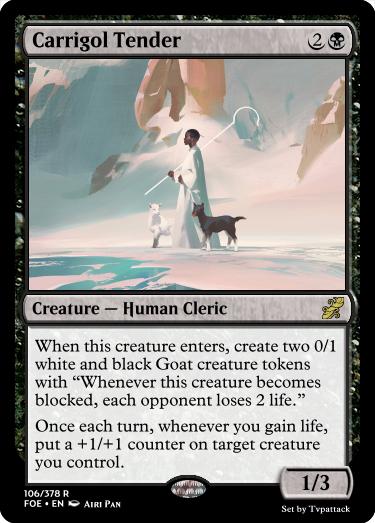 Carrigol Tender 2
Creature — Human Cleric
When this creature enters, create two 0/1
white and black Goat creature tokens
with “Whenever this creature becomes
blocked, each opponent loses 2 life.”
Once each turn, whenever you gain life,
put a +1/+1 counter on target creature
you control.
1/3
106/378 R
FOE • EN Airi Pan
Set by Tvpattack